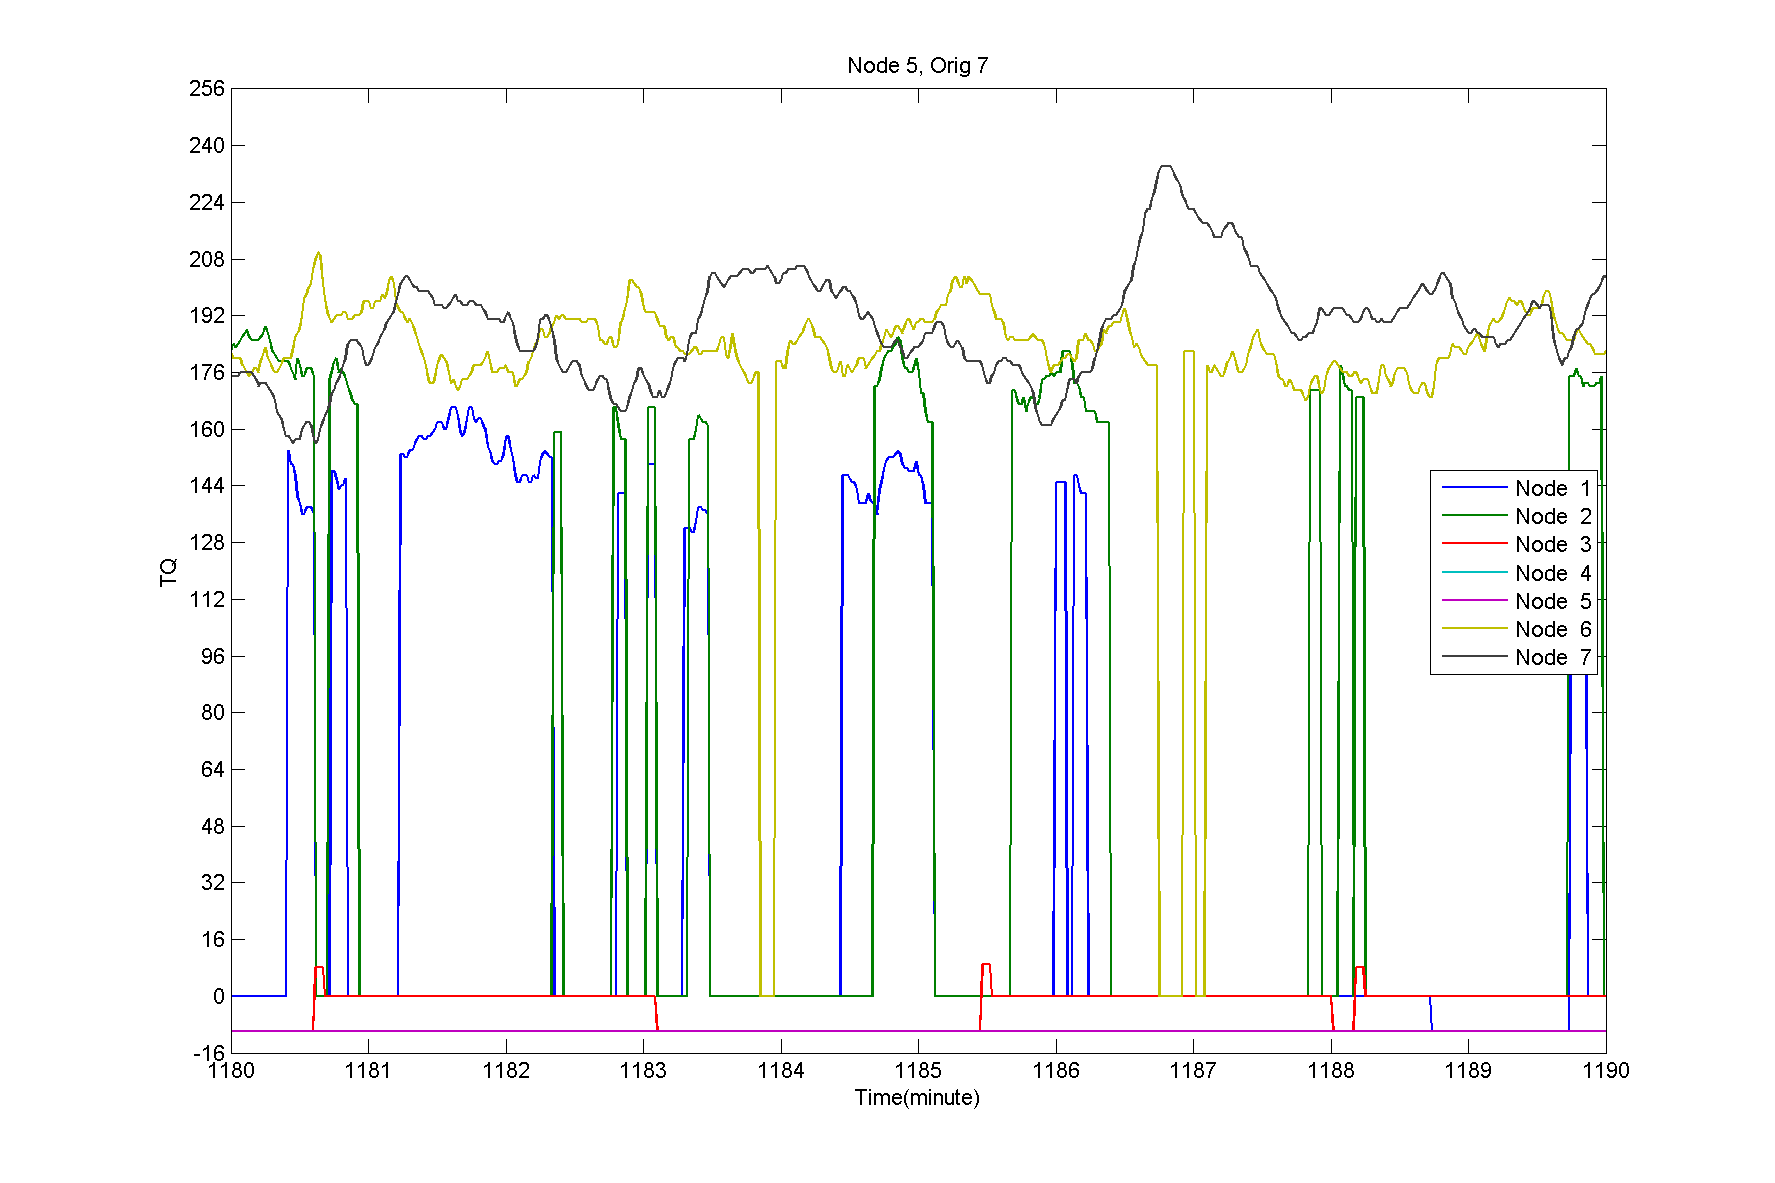 Node 5, Orig 7
256
240
224
208
192
176
160
144
128
112
96
80
64
48
32
16
0
-16
TQ
Node 1
Node 2
Node 3
Node 4
Node 5
Node 6
Node 7
1180 1181 1182 1183 1184 1185 1186 1187 1188 1189 1190
Time(minute)